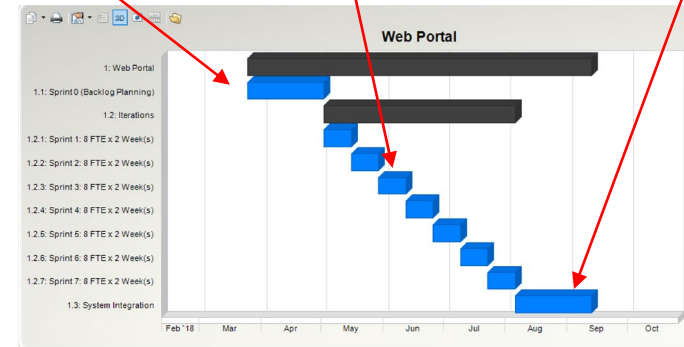 3D
Web Portal
1: Web Portal
1.1: Sprint 0 (Backlog Planning)
1.2: Iterations
1.2.1: Sprint 1: 8 FTE x 2 Week(s)
1.2.2: Sprint 2: 8 FTE x 2 Week(s)
1.2.3: Sprint 3: 8 FTE x 2 Week(s)
1.2.4: Sprint 4: 8 FTE x 2 Week(s)
1.2.5: Sprint 5: 8 FTE x 2 Week(s)
1.2.6: Sprint 6: 8 FTE x 2 Week(s)
1.2.7: Sprint 7: 8 FTE x 2 Week(s)
1.3: System Integration
Feb '18 Mar Apr May Jun Jul Aug Sep Oct